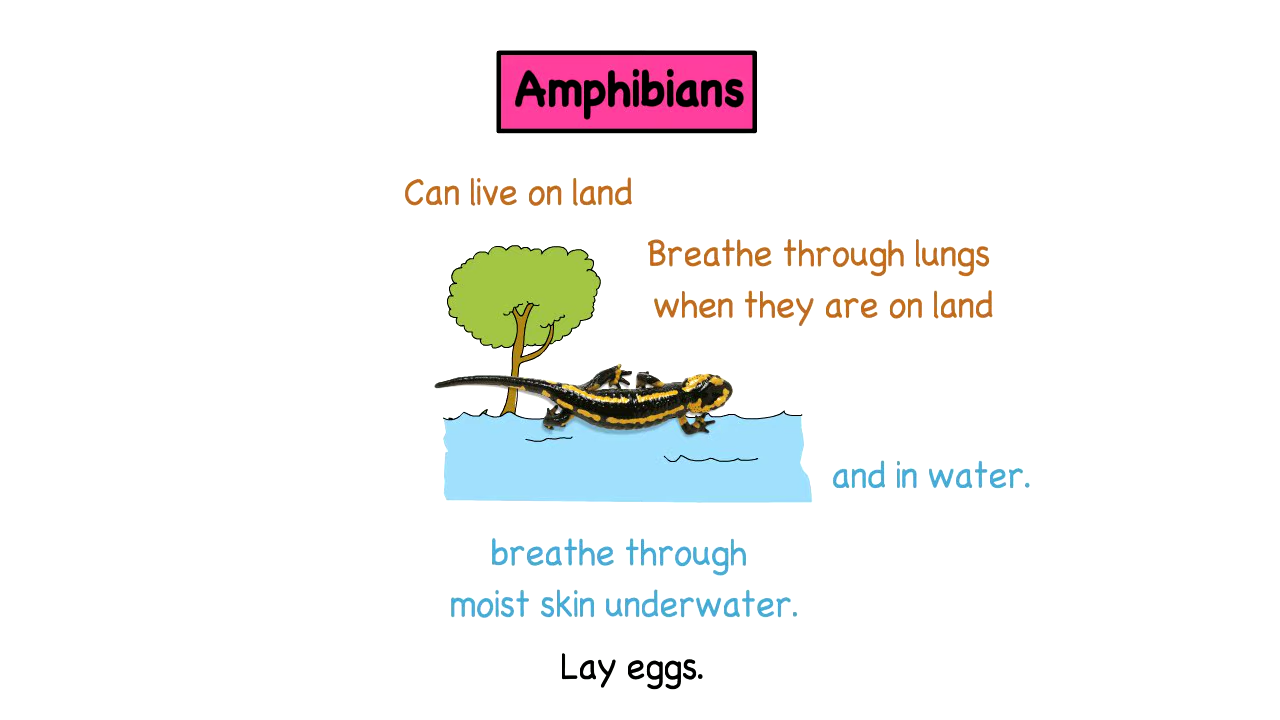 Amphibians
Can live on land
Breathe through lungs
when they are on land
and in water.
breathe through
moist skin underwater.
Lay eggs.